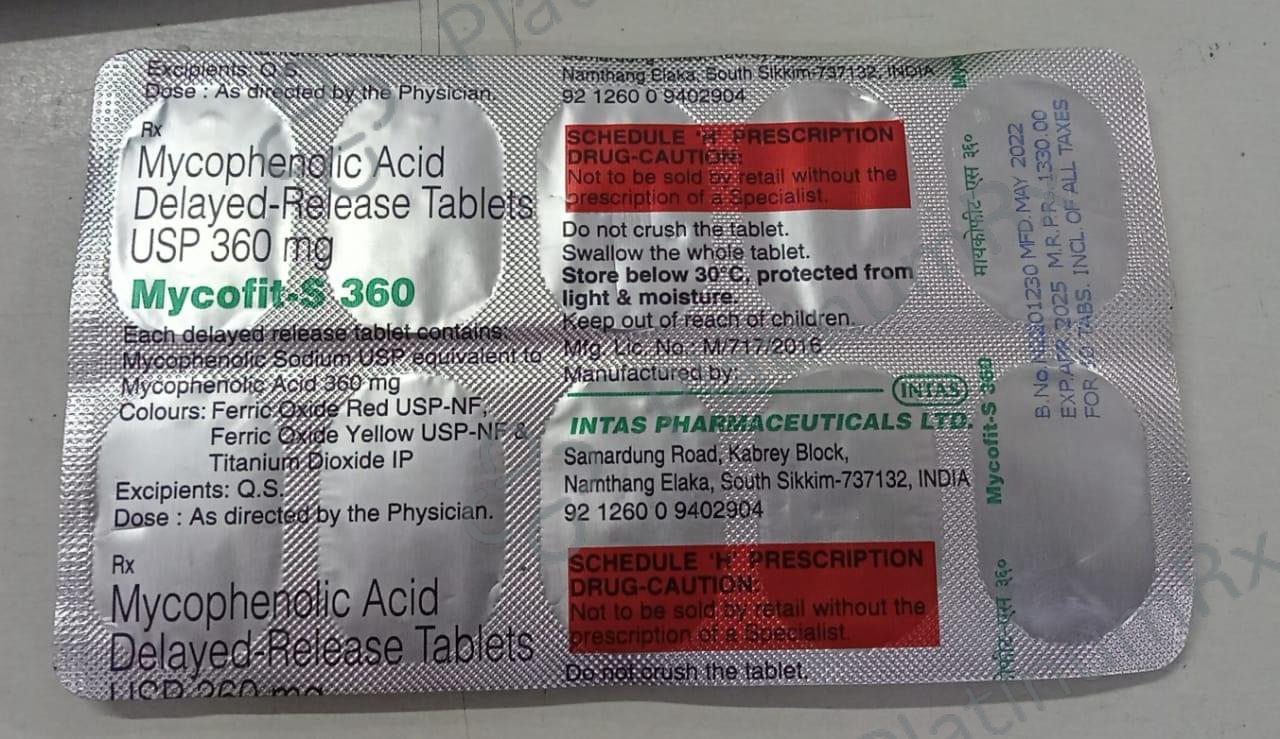 Excipients: Q.S.
Dose : As directed by the Physician.
Rx
Mycophenolic Acid
Delayed-Release Tablets
USP 360 mg
Mycofit-S 360
Each delayed release tablet contains:
Mycophenolic Sodium USP equivalent to
Mycophenolic Acid 360 mg
Colours: Ferric Oxide Red USP-NF,
Ferric Oxide Yellow USP-NF &
Titanium Dioxide IP
Excipients: Q.S.
Dose : As directed by the Physician.
Rx
Mycophenolic Acid
Delayed-Release Tablets
USP 360 mg
Namthang Elaka, South Sikkim-737132, INDIA
92 1260 0 9402904
SCHEDULE 'H' PRESCRIPTION
DRUG-CAUTION:
Not to be sold by retail without the
prescription of a Specialist.
Do not crush the tablet.
Swallow the whole tablet.
Store below 30°C, protected from
light & moisture.
Keep out of reach of children.
Mfg. Lic. No.: M/717/2016
Manufactured by:
INTAS
INTAS PHARMACEUTICALS LTD.
Samardung Road, Kabrey Block,
Namthang Elaka, South Sikkim-737132, INDIA
92 1260 0 9402904
SCHEDULE 'H' PRESCRIPTION
DRUG-CAUTION:
Not to be sold by retail without the
prescription of a Specialist.
Do not crush the tablet.
मायकोफीट-एस ३६०
Mycofit-S 360
एस ३६०
MFD.MAY 2022
EXP.APR 2025 M.R.P.RS.1330.00
FOR 10 TABS. INCL. OF ALL TAXES